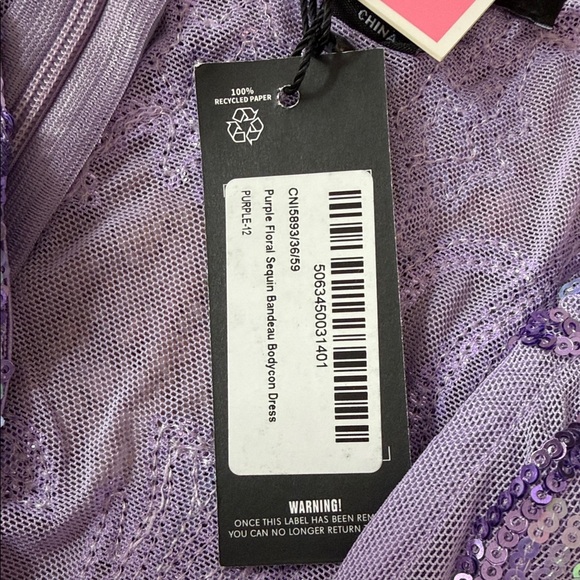 CHINA
100%
RECYCLED PAPER
CNI5893/36/59
5063450031401
Purple Floral Sequin Bandeau Bodycon Dress
PURPLE-12
WARNING!
ONCE THIS LABEL HAS BEEN REM
YOU CAN NO LONGER RETURN